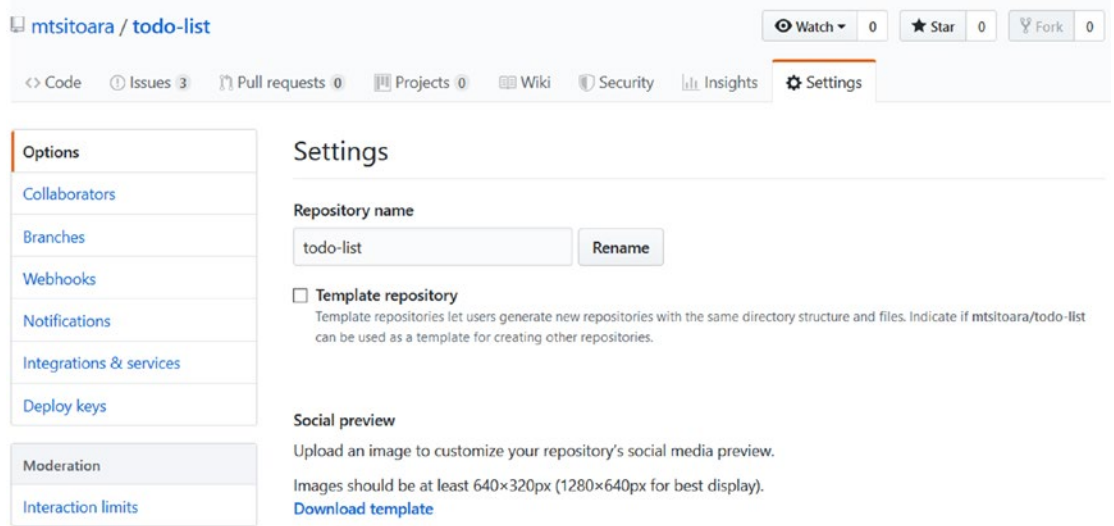 mtsitoara / todo-list
Watch 0 Star 0 Fork 0
Code Issues 3 Pull requests 0 Projects 0 Wiki Security Insights Settings
Options
Collaborators
Branches
Webhooks
Notifications
Integrations & services
Deploy keys
Moderation
Interaction limits
Settings
Repository name
todo-list Rename
Template repository
Template repositories let users generate new repositories with the same directory structure and files. Indicate if mtsitoara/todo-list
can be used as a template for creating other repositories.
Social preview
Upload an image to customize your repository's social media preview.
Images should be at least 640×320px (1280×640px for best display).
Download template